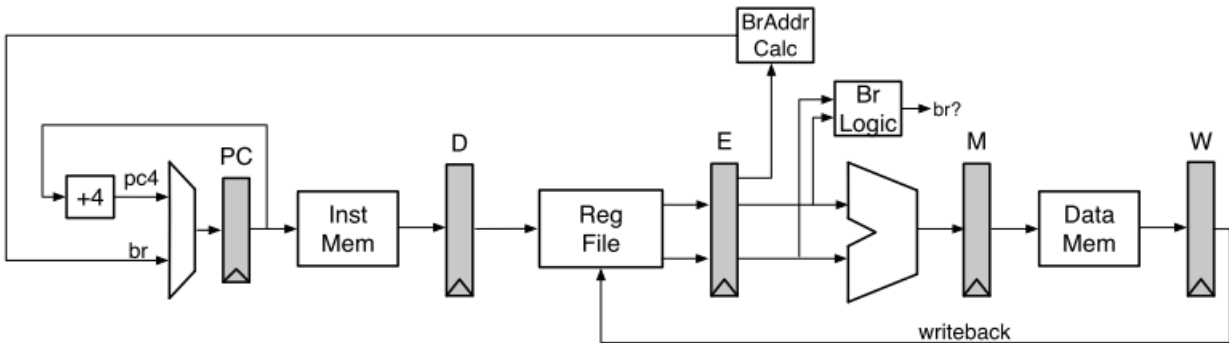 BrAddr
Calc
Br
Logic
br?
PC
D
E
M
W
+4
pc4
Inst
Mem
Reg
File
Data
Mem
br
writeback